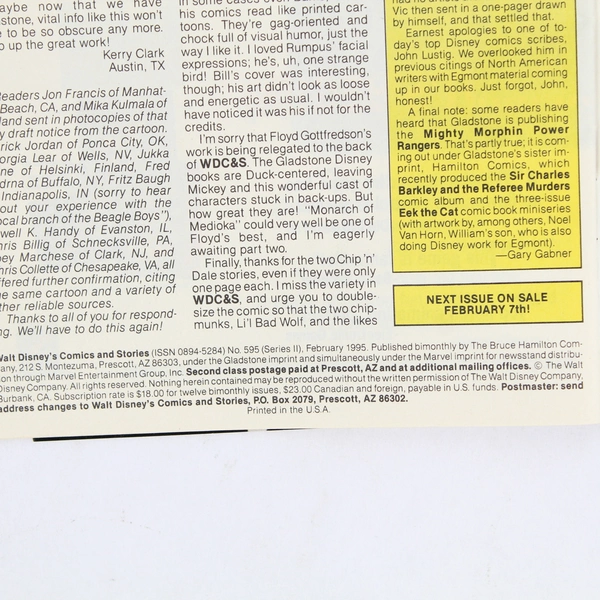 maybe now that we have
stone, vital info like this won't
be to be so obscure any more.
up the great work!
Kerry Clark
Austin, TX
Readers Jon Francis of Manhat-
Beach, CA, and Mika Kulmala of
land sent in photocopies of that
y draft notice from the cartoon.
rick Jordan of Ponca City, OK,
orgia Lear of Wells, NV, Jukka
ne of Helsinki, Finland, Fred
drna of Buffalo, NY, Fritz Baugh
Indianapolis, IN (sorry to hear
out your experience with the
ocal branch of the Beagle Boys"),
well K. Handy of Evanston, IL,
hris Billig of Schnecksville, PA,
oey Marchese of Clark, NJ, and
hris Collette of Chesapeake, VA, all
ffered further confirmation, citing
he same cartoon and a variety of
ther reliable sources.
Thanks to all of you for respond-
ng. We'll have to do this again!
his comics read like printed car-
toons. They're gag-oriented and
chock full of visual humor, just the
way I like it. I loved Rumpus' facial
expressions; he's, uh, one strange
bird! Bill's cover was interesting,
though; his art didn't look as loose
and energetic as usual. I wouldn't
have noticed it was his if not for the
credits.
I'm sorry that Floyd Gottfredson's
work is being relegated to the back
of WDC&S. The Gladstone Disney
books are Duck-centered, leaving
Mickey and this wonderful cast of
characters stuck in back-ups. But
how great they are! "Monarch of
Medioka" could very well be one of
Floyd's best, and I'm eagerly
awaiting part two.
Finally, thanks for the two Chip 'n'
Dale stories, even if they were only
one page each. I miss the variety in
WDC&S, and urge you to double-
size the comic so that the two chip-
munks, Li'l Bad Wolf, and the likes
Vic then sent in a one-pager drawn
by himself, and that settled that.
Earnest apologies to one of to-
day's top Disney comics scribes,
John Lustig. We overlooked him in
previous citings of North American
writers with Egmont material coming
up in our books. Just forgot, John,
honest!
A final note: some readers have
heard that Gladstone is publishing
the Mighty Morphin Power
Rangers. That's partly true; it is com-
ing out under Gladstone's sister im-
print, Hamilton Comics, which
recently produced the Sir Charles
Barkley and the Referee Murders
comic album and the three-issue
Eek the Cat comic book miniseries
(with artwork by, among others, Noel
Van Horn, William's son, who is also
doing Disney work for Egmont).
—Gary Gabner
NEXT ISSUE ON SALE
FEBRUARY 7th!
Walt Disney's Comics and Stories (ISSN 0894-5284) No. 595 (Series II), February 1995. Published bimonthly by The Bruce Hamilton Com-
pany, 212 S. Montezuma, Prescott, AZ 86303, under the Gladstone imprint and simultaneously under the Marvel imprint for newsstand distribu-
tion through Marvel Entertainment Group, Inc. Second class postage paid at Prescott, AZ and at additional mailing offices. © The Walt
Disney Company. All rights reserved. Nothing herein contained may be reproduced without the written permission of The Walt Disney Company,
Burbank, CA. Subscription rate is $18.00 for twelve bimonthly issues, $23.00 Canadian and foreign, payable in U.S. funds. Postmaster: send
address changes to Walt Disney's Comics and Stories, P.O. Box 2079, Prescott, AZ 86302.
Printed in the U.S.A.